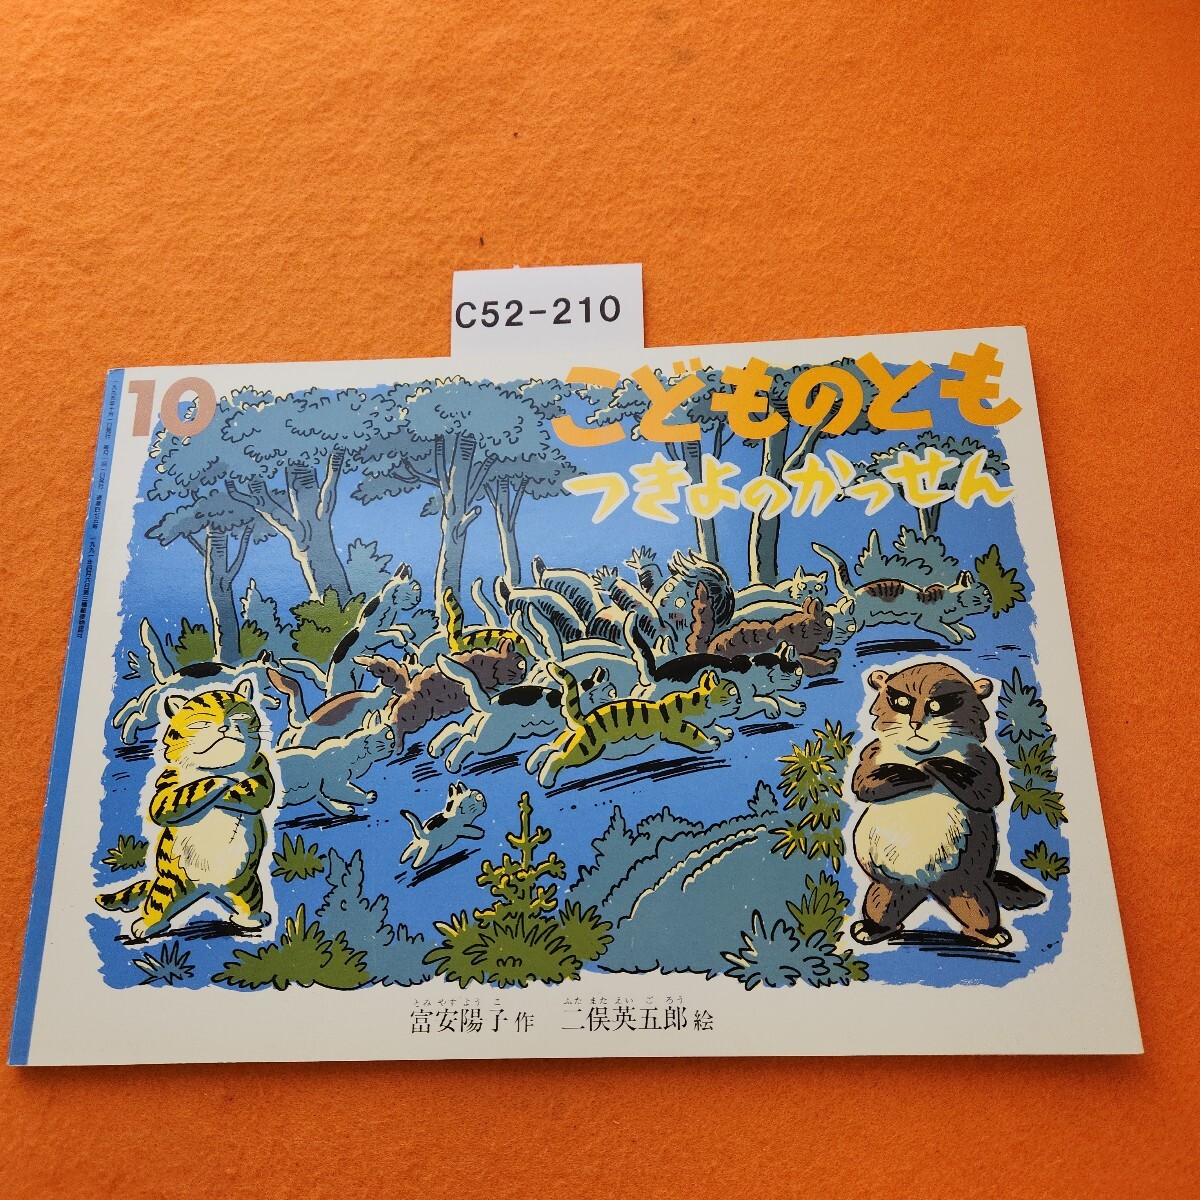 C52-210
10
こどものとも
つきよのかっせん
とみ やす よう こ
富安陽子 作
ふた また えい ご ろう
二俣英五郎 絵